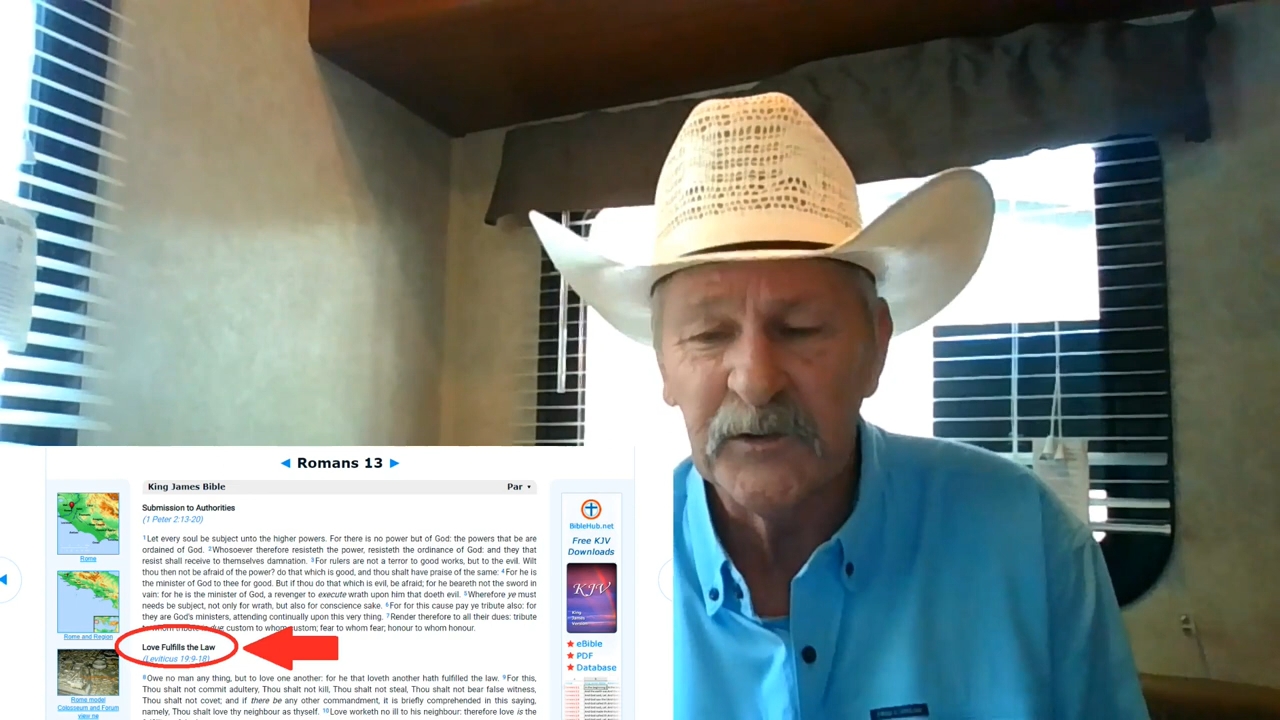 ◄ Romans 13 ►
King James Bible
Par ▾
Submission to Authorities
(1 Peter 2:13-20)
1Let every soul be subject unto the higher powers. For there is no power but of God: the powers that be are
ordained of God. 2Whosoever therefore resisteth the power, resisteth the ordinance of God: and they that
resist shall receive to themselves damnation. 3For rulers are not a terror to good works, but to the evil. Wilt
thou then not be afraid of the power? do that which is good, and thou shalt have praise of the same: 4For he is
the minister of God to thee for good. But if thou do that which is evil, be afraid; for he beareth not the sword in
vain: for he is the minister of God, a revenger to execute wrath upon him that doeth evil. 5Wherefore ye must
needs be subject, not only for wrath, but also for conscience sake. 6For for this cause pay ye tribute also: for
they are God's ministers, attending continually upon this very thing. 7Render therefore to all their dues: tribute
to whom tribute is due; custom to whom custom; fear to whom fear; honour to whom honour.
Love Fulfills the Law
(Leviticus 19:9-18)
8Owe no man any thing, but to love one another: for he that loveth another hath fulfilled the law. 9For this,
Thou shalt not commit adultery, Thou shalt not kill, Thou shalt not steal, Thou shalt not bear false witness,
Thou shalt not covet; and if there be any other commandment, it is briefly comprehended in this saying,
namely, Thou shalt love thy neighbour as thyself. 10Love worketh no ill to his neighbour: therefore love is the
Rome
Rome and Region
Rome model
Colosseum and Forum
view ne
BibleHub.net
Free KJV
Downloads
KJV
King
James
Version
★ eBible
★ PDF
★ Database